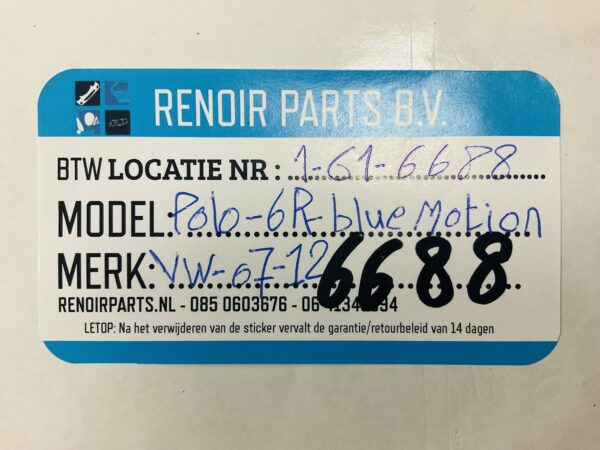 RENOIR PARTS B.V.
BTW LOCATIE NR : 1-61-6688
MODEL: Polo-6R-blue Motion
MERK: VW-07-12 6688
RENOIRPARTS.NL - 085 0603676 - 06
LETOP: Na het verwijderen van de sticker vervalt de garantie/retourbeleid van 14 dagen